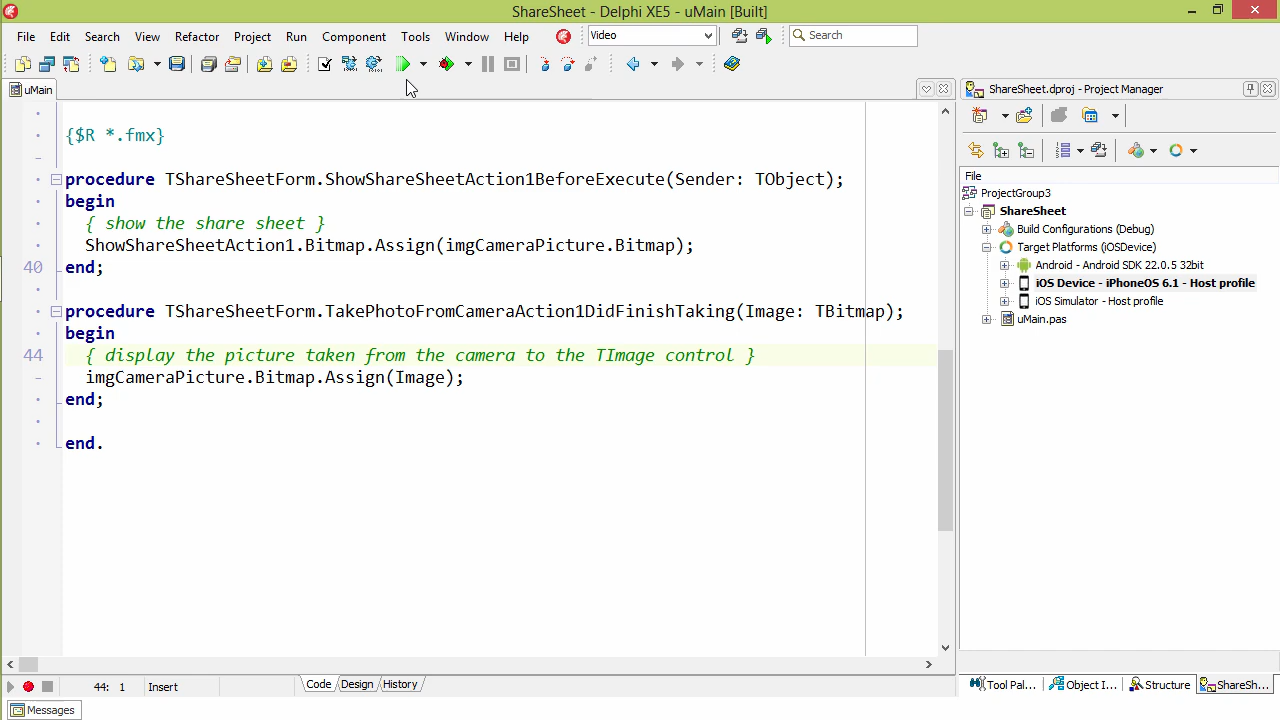 ShareSheet - Delphi XE5 - uMain [Built]
File Edit Search View Refactor Project Run Component Tools Window Help Video Search
uMain
ShareSheet.dproj - Project Manager
{$R *.fmx}
procedure TShareSheetForm.ShowShareSheetAction1BeforeExecute(Sender: TObject);
begin
{ show the share sheet }
ShowShareSheetAction1.Bitmap.Assign(imgCameraPicture.Bitmap);
40 end;
procedure TShareSheetForm.TakePhotoFromCameraAction1DidFinishTaking(Image: TBitmap);
begin
44 { display the picture taken from the camera to the TImage control }
imgCameraPicture.Bitmap.Assign(Image);
end;
end.
File
ProjectGroup3
ShareSheet
Build Configurations (Debug)
Target Platforms (iOSDevice)
Android - Android SDK 22.0.5 32bit
iOS Device - iPhoneOS 6.1 - Host profile
iOS Simulator - Host profile
uMain.pas
44: 1 Insert
Code Design History
Tool Pal... Object I... Structure ShareSh...
Messages